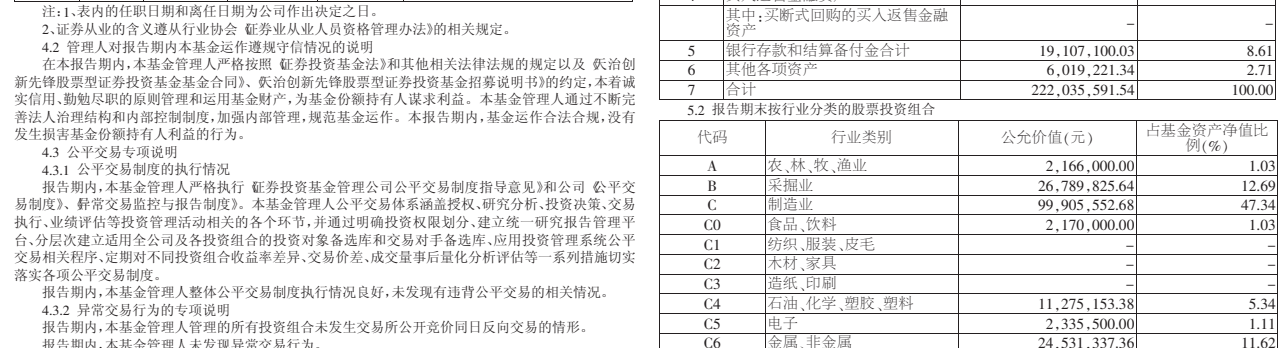 注:1、表内的任职日期和离任日期为公司作出决定之日。
2、证券从业的含义遵从行业协会《证券业从业人员资格管理办法》的相关规定。
4.2 管理人对报告期内本基金运作遵规守信情况的说明
在本报告期内,本基金管理人严格按照《证券投资基金法》和其他相关法律法规的规定以及《天治创
新先锋股票型证券投资基金基金合同》、《天治创新先锋股票型证券投资基金招募说明书》的约定,本着诚
实信用、勤勉尽职的原则管理和运用基金财产,为基金份额持有人谋求利益。本基金管理人通过不断完
善法人治理结构和内部控制制度,加强内部管理,规范基金运作。本报告期内,基金运作合法合规,没有
发生损害基金份额持有人利益的行为。
4.3 公平交易专项说明
4.3.1 公平交易制度的执行情况
报告期内,本基金管理人严格执行《证券投资基金管理公司公平交易制度指导意见》和公司《公平交
易制度》、《异常交易监控与报告制度》。本基金管理人公平交易体系涵盖授权、研究分析、投资决策、交易
执行、业绩评估等投资管理活动相关的各个环节,并通过明确投资权限划分、建立统一研究报告管理平
台、分层次建立适用全公司及各投资组合的投资对象备选库和交易对手备选库、应用投资管理系统公平
交易相关程序、定期对不同投资组合收益率差异、交易价差、成交量事后量化分析评估等一系列措施切实
落实各项公平交易制度。
报告期内,本基金管理人整体公平交易制度执行情况良好,未发现有违背公平交易的相关情况。
4.3.2 异常交易行为的专项说明
报告期内,本基金管理人管理的所有投资组合未发生交易所公开竞价同日反向交易的情形。
报告期内,本基金管理人未发现异常交易行为。
其中:买断式回购的买入返售金融
资产 – –
5 银行存款和结算备付金合计 19,107,100.03 8.61
6 其他各项资产 6,019,221.34 2.71
7 合计 222,035,591.54 100.00
5.2 报告期末按行业分类的股票投资组合
代码 行业类别 公允价值(元) 占基金资产净值比
例(%)
A 农、林、牧、渔业 2,166,000.00 1.03
B 采掘业 26,789,825.64 12.69
C 制造业 99,905,552.68 47.34
C0 食品、饮料 2,170,000.00 1.03
C1 纺织、服装、皮毛 – –
C2 木材、家具 – –
C3 造纸、印刷 – –
C4 石油、化学、塑胶、塑料 11,275,153.38 5.34
C5 电子 2,335,500.00 1.11
C6 金属、非金属 24,531,337.36 11.62